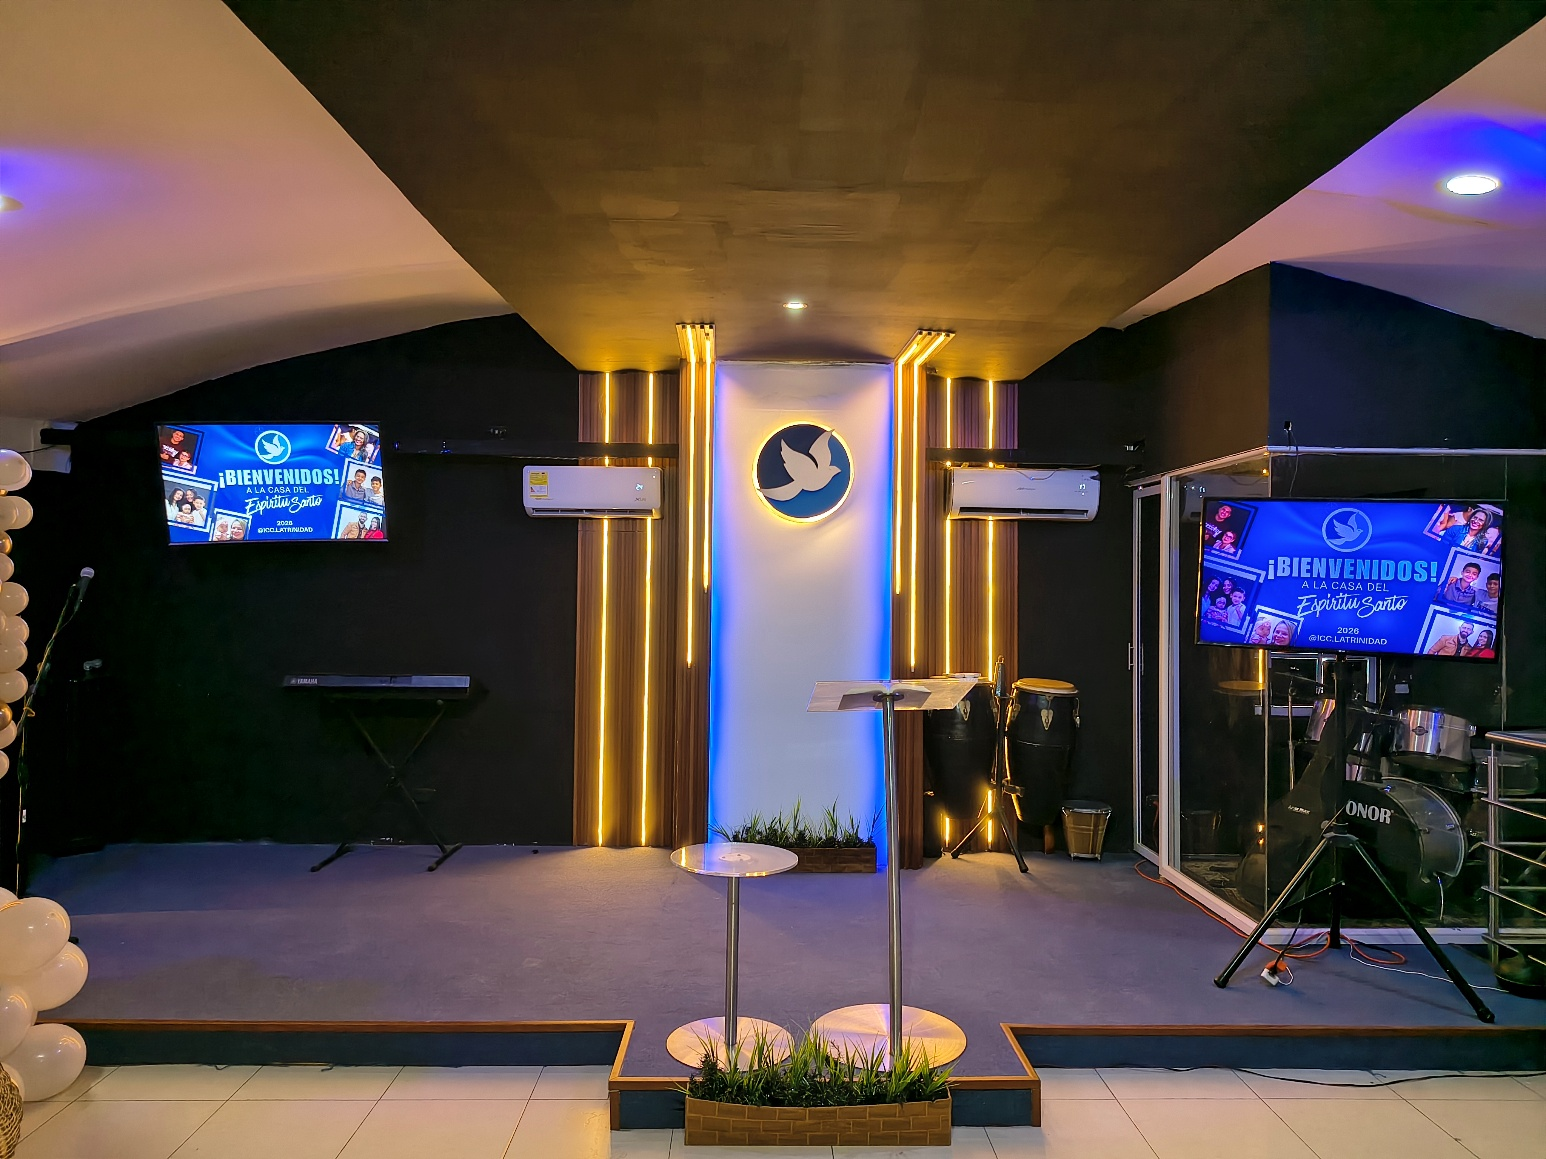 ¡BIENVENIDOS!
A LA CASA DEL
Espíritu Santo
2026
@ICC.LATRINIDAD
YAMAHA
¡BIENVENIDOS!
A LA CASA DEL
Espíritu Santo
2026
@ICC.LATRINIDAD
ONOR